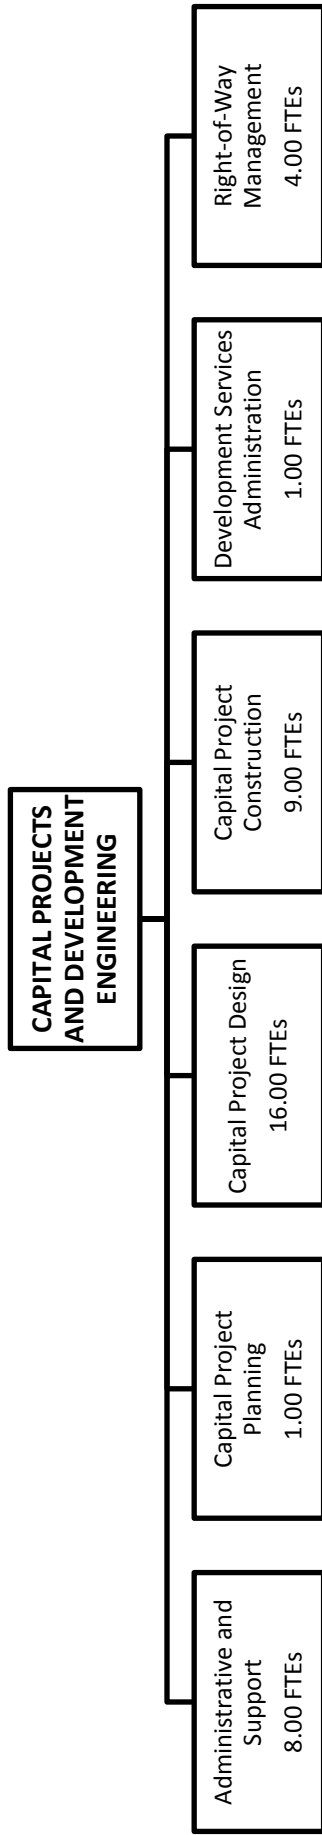 CAPITAL PROJECTS
AND DEVELOPMENT
ENGINEERING
Administrative and
Support
8.00 FTEs
Capital Project
Planning
1.00 FTEs
Capital Project Design
16.00 FTEs
Capital Project
Construction
9.00 FTEs
Development Services
Administration
1.00 FTEs
Right-of-Way
Management
4.00 FTEs